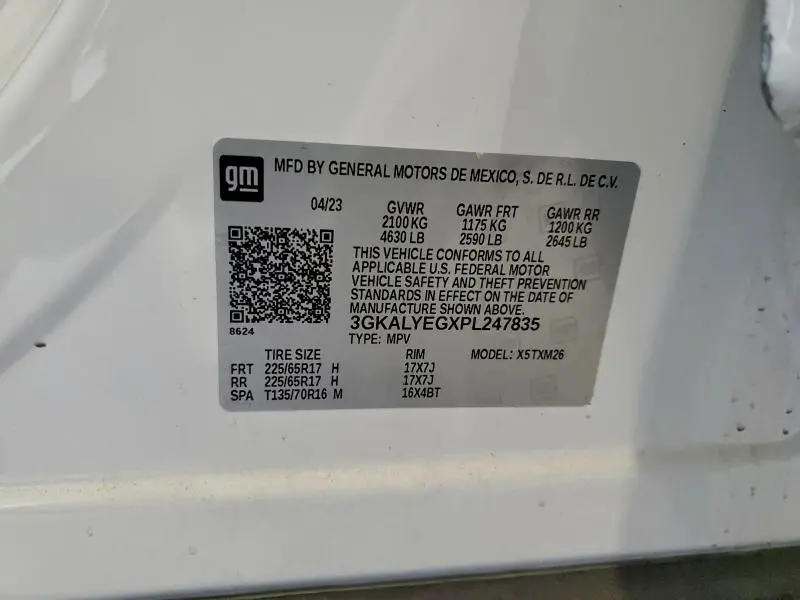 gm
MFD BY GENERAL MOTORS DE MEXICO, S. DE R.L. DE C.V.
04/23 GVWR GAWR FRT GAWR RR
2100 KG 1175 KG 1200 KG
4630 LB 2590 LB 2645 LB
THIS VEHICLE CONFORMS TO ALL
APPLICABLE U.S. FEDERAL MOTOR
VEHICLE SAFETY AND THEFT PREVENTION
STANDARDS IN EFFECT ON THE DATE OF
MANUFACTURE SHOWN ABOVE.
8624
3GKALYEGXPL247835
TYPE: MPV
TIRE SIZE RIM MODEL: X5TXM26
FRT 225/65R17 H 17X7J
RR 225/65R17 H 17X7J
SPA T135/70R16 M 16X4BT